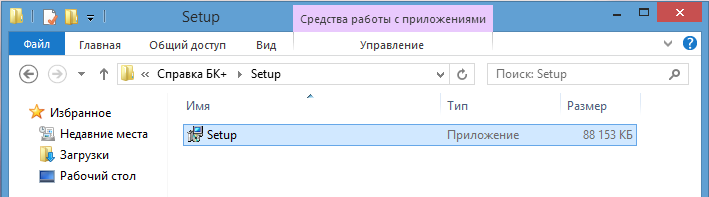 Setup
Средства работы с приложениями
Файл Главная Общий доступ Вид Управление
« Справка БК+ Setup
Поиск: Setup
Избранное
Недавние места
Загрузки
Рабочий стол
Имя Тип Размер
Setup Приложение 88 153 КБ